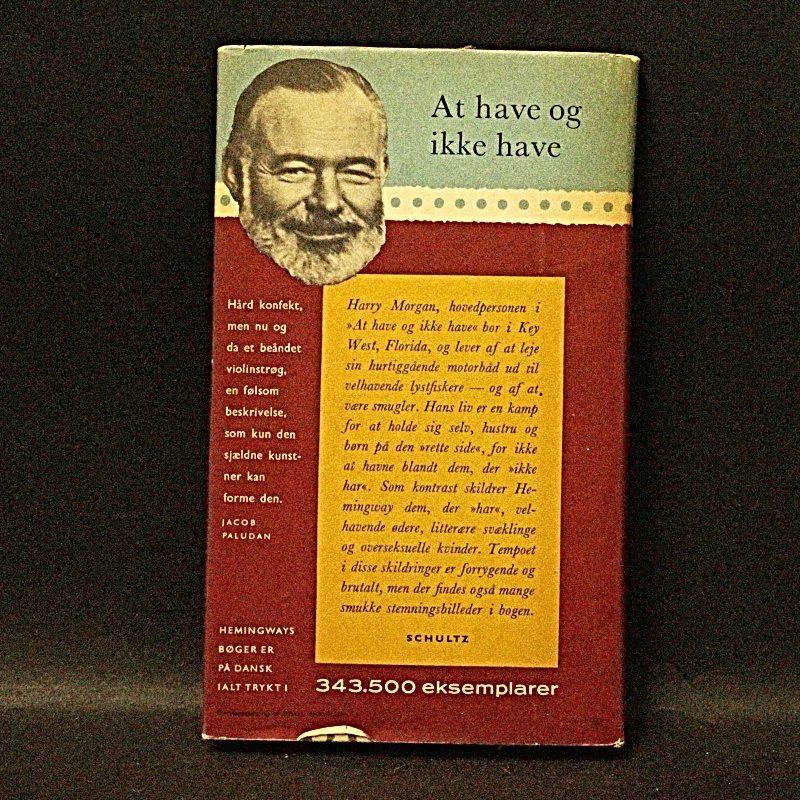 At have og
ikke have
Hård konfekt,
men nu og
da et beåndet
violinstrøg,
en følsom
beskrivelse,
som kun den
sjældne kunst-
ner kan
forme den.
JACOB
PALUDAN
Harry Morgan, hovedpersonen i
»At have og ikke have« bor i Key
West, Florida, og lever af at leje
sin hurtiggående motorbåd ud til
velhavende lystfiskere — og af at
være smugler. Hans liv er en kamp
for at holde sig selv, hustru og
børn på den »rette side«, for ikke
at havne blandt dem, der »ikke
har«. Som kontrast skildrer He-
mingway dem, der »har«, vel-
havende ødere, litterære svæklinge
og overseksuelle kvinder. Tempoet
i disse skildringer er forrygende og
brutalt, men der findes også mange
smukke stemningsbilleder i bogen.
SCHULTZ
HEMINGWAYS
BØGER ER
PÅ DANSK
IALT TRYKT I
343.500 eksemplarer